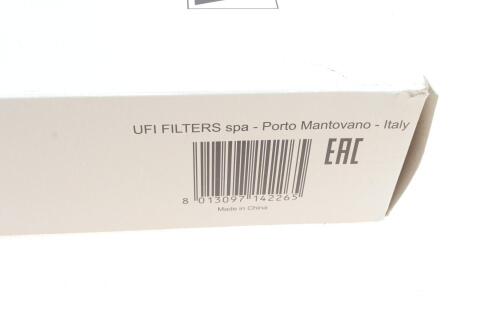 UFI FILTERS spa - Porto Mantovano - Italy
EAC
8 013097 142265
Made in China